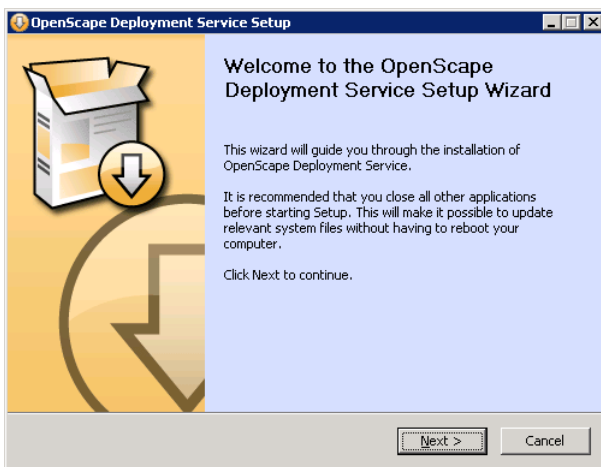 OpenScape Deployment Service Setup
Welcome to the OpenScape
Deployment Service Setup Wizard
This wizard will guide you through the installation of
OpenScape Deployment Service.
It is recommended that you close all other applications
before starting Setup. This will make it possible to update
relevant system files without having to reboot your
computer.
Click Next to continue.
Next >
Cancel